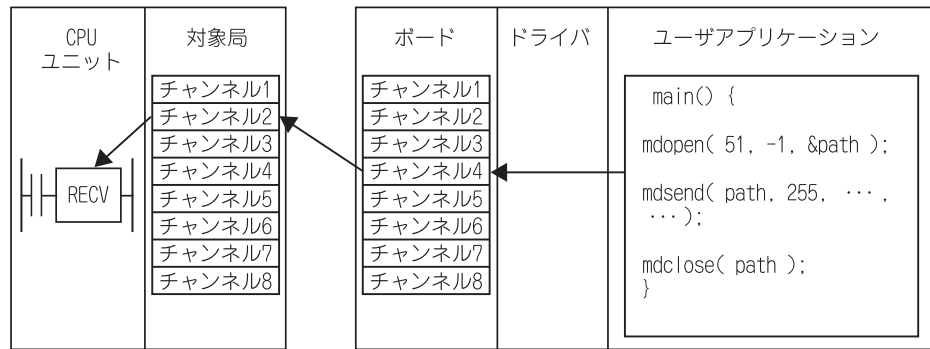 CPU
ユニット
対象局
ボード
ドライバ
ユーザアプリケーション
チャンネル1
チャンネル2
チャンネル3
チャンネル4
チャンネル5
チャンネル6
チャンネル7
チャンネル8
RECV
チャンネル1
チャンネル2
チャンネル3
チャンネル4
チャンネル5
チャンネル6
チャンネル7
チャンネル8
main() {
mdopen( 51, -1, &path );
mdsend( path, 255, ･･･ ,
･･･ );
mdclose( path );
}